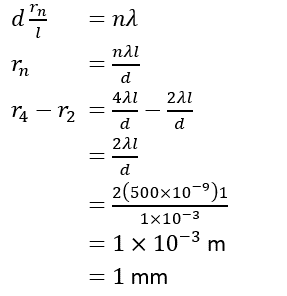 d r_n/l = nλ
r_n = nλl/d
r_4 − r_2 = 4λl/d − 2λl/d
= 2λl/d
= 2(500×10^−9)1/1×10^−3
= 1 × 10^−3 m
= 1 mm